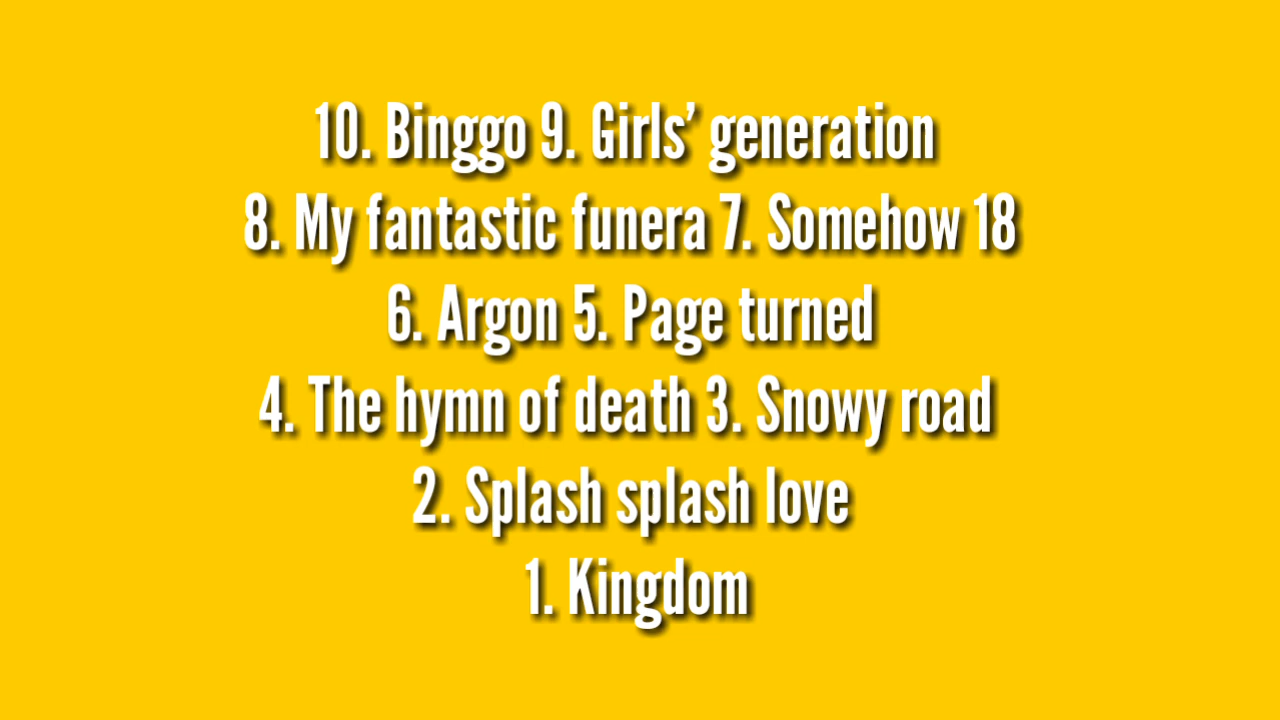 10. Binggo 9. Girls’ generation
8. My fantastic funera 7. Somehow 18
6. Argon 5. Page turned
4. The hymn of death 3. Snowy road
2. Splash splash love
1. Kingdom